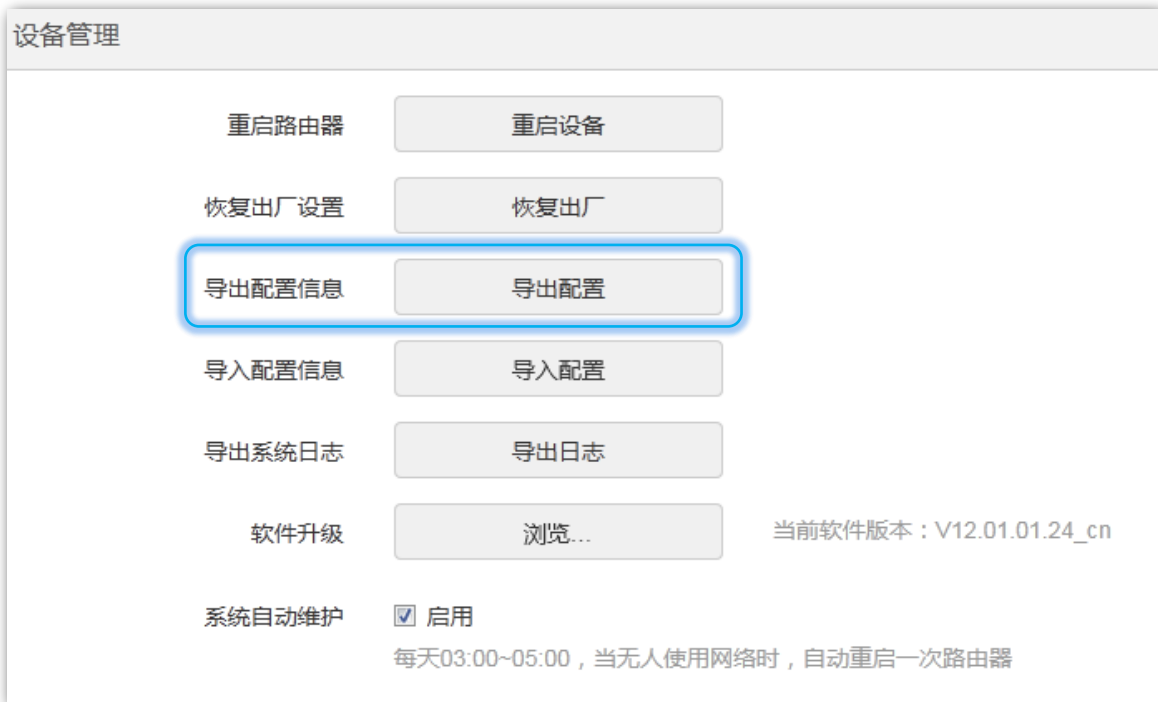 设备管理
重启路由器 重启设备
恢复出厂设置 恢复出厂
导出配置信息 导出配置
导入配置信息 导入配置
导出系统日志 导出日志
软件升级 浏览... 当前软件版本：V12.01.01.24_cn
系统自动维护 启用
每天03:00~05:00，当无人使用网络时，自动重启一次路由器